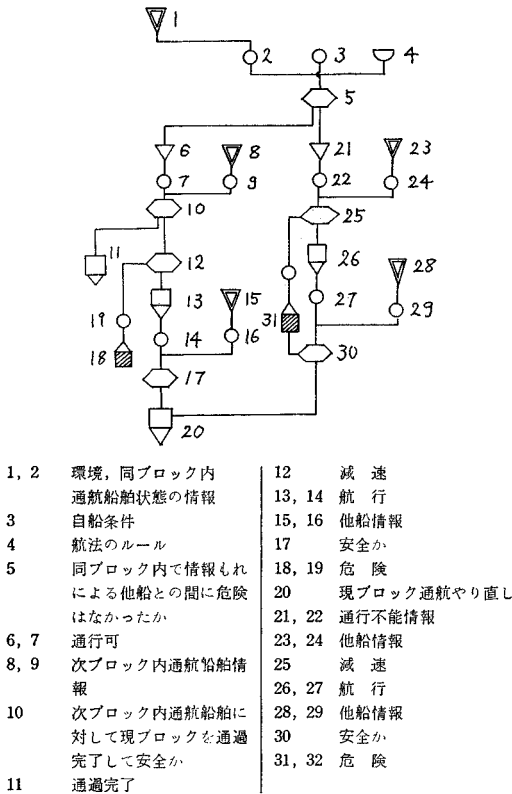 1
2
3
4
5
6
8
21
23
7
9
22
24
10
25
11
12
26
28
13
15
27
29
19
14
16
31
18
17
30
20
1, 2 環境，同ブロック内
通航船舶状態の情報
3 自船条件
4 航法のルール
5 同ブロック内で情報もれ
による他船との間に危険
はなかったか
6, 7 通行可
8, 9 次ブロック内通航船舶情
報
10 次ブロック内通航船舶に
対して現ブロックを通過
完了して安全か
11 通過完了
12 減 速
13, 14 航 行
15, 16 他船情報
17 安全か
18, 19 危 険
20 現ブロック通航やり直し
21, 22 通行不能情報
23, 24 他船情報
25 減 速
26, 27 航 行
28, 29 他船情報
30 安全か
31, 32 危 険